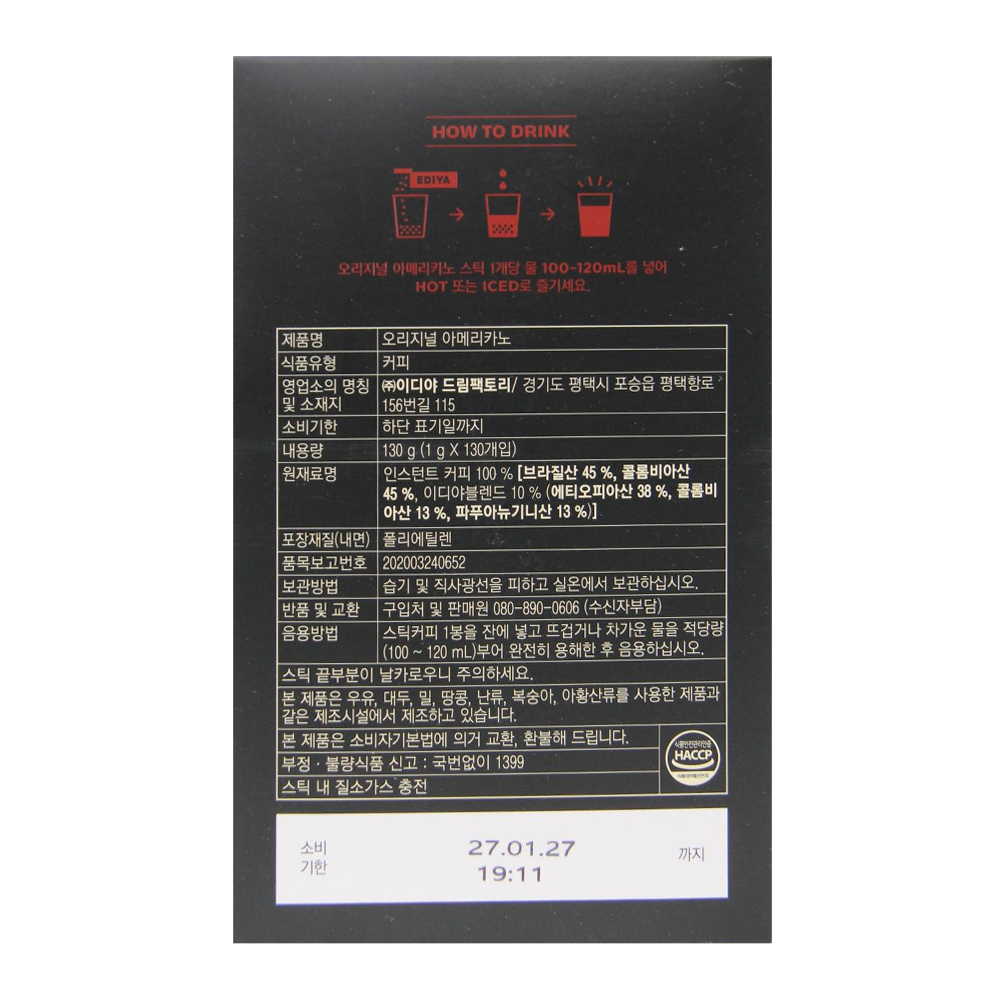 HOW TO DRINK
EDIYA
오리지널 아메리카노 스틱 1개당 물 100-120mL를 넣어
HOT 또는 ICED로 즐기세요.
제품명 오리지널 아메리카노
식품유형 커피
영업소의 명칭 및 소재지 ㈜이디야 드림팩토리/ 경기도 평택시 포승읍 평택항로
156번길 115
소비기한 하단 표기일까지
내용량 130 g (1 g X 130개입)
원재료명 인스턴트 커피 100 % [브라질산 45 %, 콜롬비아산
45 %, 이디야블렌드 10 % (에티오피아산 38 %, 콜롬비
아산 13 %, 파푸아뉴기니산 13 %)]
포장재질(내면) 폴리에틸렌
품목보고번호 202003240652
보관방법 습기 및 직사광선을 피하고 실온에서 보관하십시오.
반품 및 교환 구입처 및 판매원 080-890-0606 (수신자부담)
음용방법 스틱커피 1봉을 잔에 넣고 뜨겁거나 차가운 물을 적당량
(100 ~ 120 mL)부어 완전히 용해한 후 음용하십시오.
스틱 끝부분이 날카로우니 주의하세요.
본 제품은 우유, 대두, 밀, 땅콩, 난류, 복숭아, 아황산류를 사용한 제품과
같은 제조시설에서 제조하고 있습니다.
본 제품은 소비자기본법에 의거 교환, 환불해 드립니다.
부정 · 불량식품 신고 : 국번없이 1399
스틱 내 질소가스 충전
식품안전관리인증
HACCP
식품의약품안전처
소비
기한
27.01.27
19:11
까지